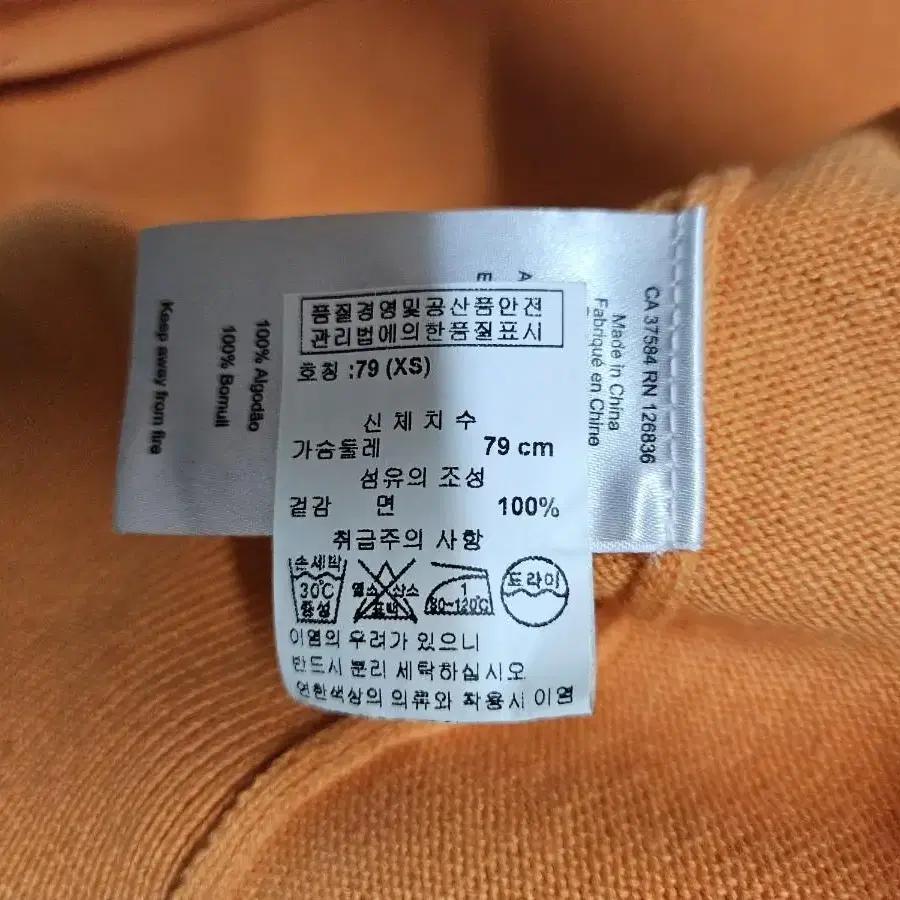 품질경영및공산품안전
관리법에의한품질표시
호칭 :79 (XS)
신체치수
가슴둘레 79 cm
섬유의 조성
겉감 면 100%
취급주의 사항
손세탁
30℃
중성
염소 산소
표백
1
80~120℃
드라이
이염의 우려가 있으니
반드시 분리 세탁하십시오
연한색상의 의류와 착용시 이염
CA 37584 RN 126836
Made in China
Fabriqué en Chine
100% Algodão
100% Bomull
Keep away from fire